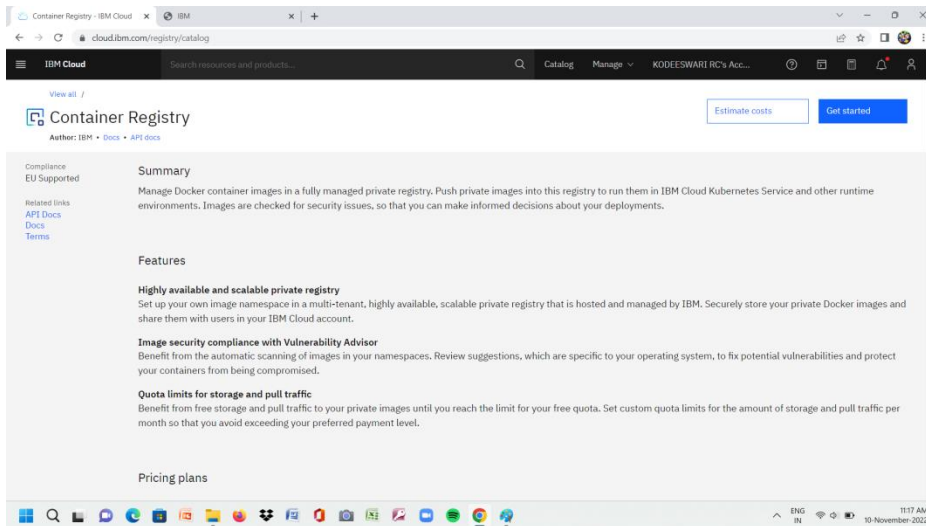 Container Registry - IBM Cloud
IBM
cloud.ibm.com/registry/catalog
IBM Cloud
Search resources and products...
Catalog
Manage
KODEESWARI RC's Acc...
View all /
Container Registry
Author: IBM • Docs • API docs
Estimate costs
Get started
Compliance
EU Supported
Related links
API Docs
Docs
Terms
Summary
Manage Docker container images in a fully managed private registry. Push private images into this registry to run them in IBM Cloud Kubernetes Service and other runtime
environments. Images are checked for security issues, so that you can make informed decisions about your deployments.
Features
Highly available and scalable private registry
Set up your own image namespace in a multi-tenant, highly available, scalable private registry that is hosted and managed by IBM. Securely store your private Docker images and
share them with users in your IBM Cloud account.
Image security compliance with Vulnerability Advisor
Benefit from the automatic scanning of images in your namespaces. Review suggestions, which are specific to your operating system, to fix potential vulnerabilities and protect
your containers from being compromised.
Quota limits for storage and pull traffic
Benefit from free storage and pull traffic to your private images until you reach the limit for your free quota. Set custom quota limits for the amount of storage and pull traffic per
month so that you avoid exceeding your preferred payment level.
Pricing plans
ENG
IN
11:17 AM
10-November-2022